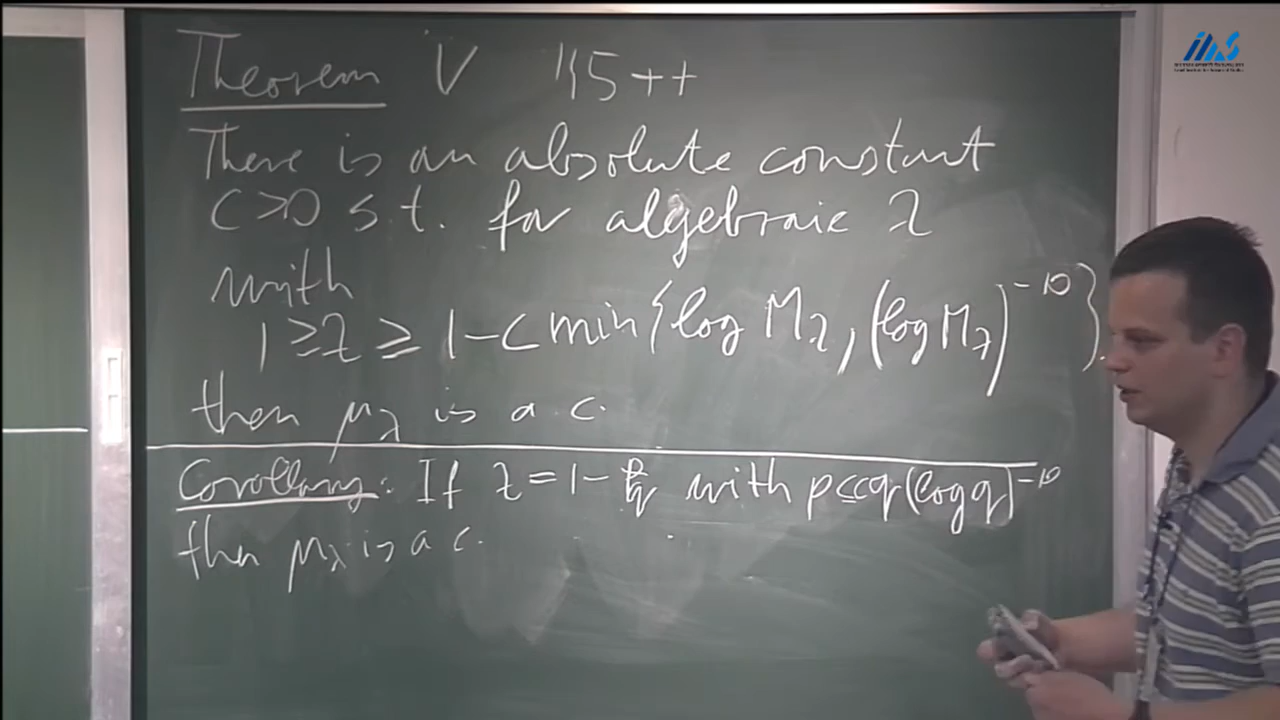 Theorem V '15++
There is an absolute constant
C>0 s.t. for algebraic λ
with
1 ≥ λ ≥ 1-c min{log M_λ, (log M_λ)^{-10}}.
then μ_λ is a.c.
Corollary: If λ = 1 - p/q with p ≤ cq(log q)^{-10}
then μ_λ is a.c.